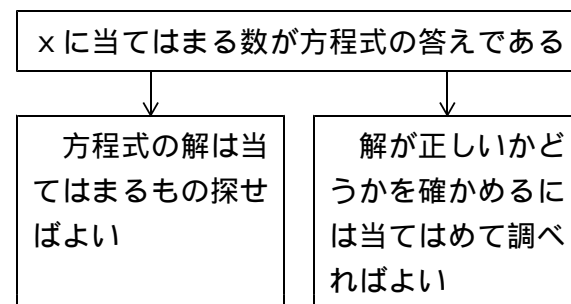 xに当てはまる数が方程式の答えである
方程式の解は当
てはまるもの探せ
ばよい
解が正しいかど
うかを確かめるに
は当てはめて調べ
ればよい